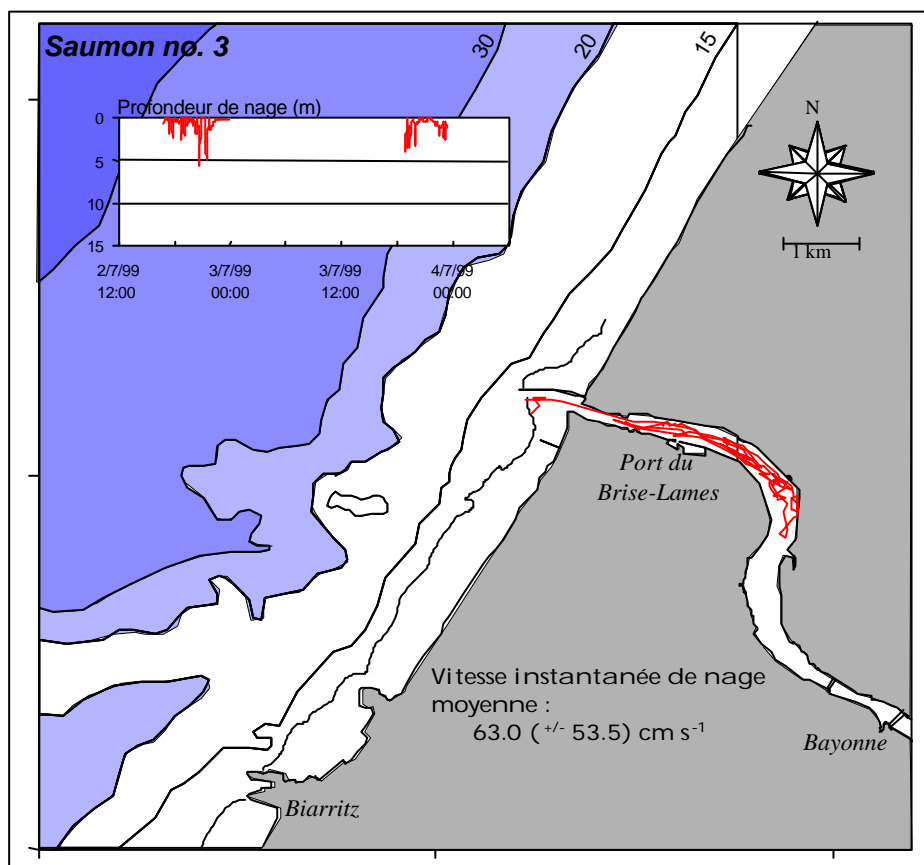 Saumon no. 3
30
20
15
Profondeur de nage (m)
0
5
10
15
2/7/99 3/7/99 3/7/99 4/7/99
12:00 00:00 12:00 00:00
N
1 km
Port du
Brise-Lames
Vitesse instantanée de nage
moyenne :
63.0 (+/- 53.5) cm s-1
Bayonne
Biarritz